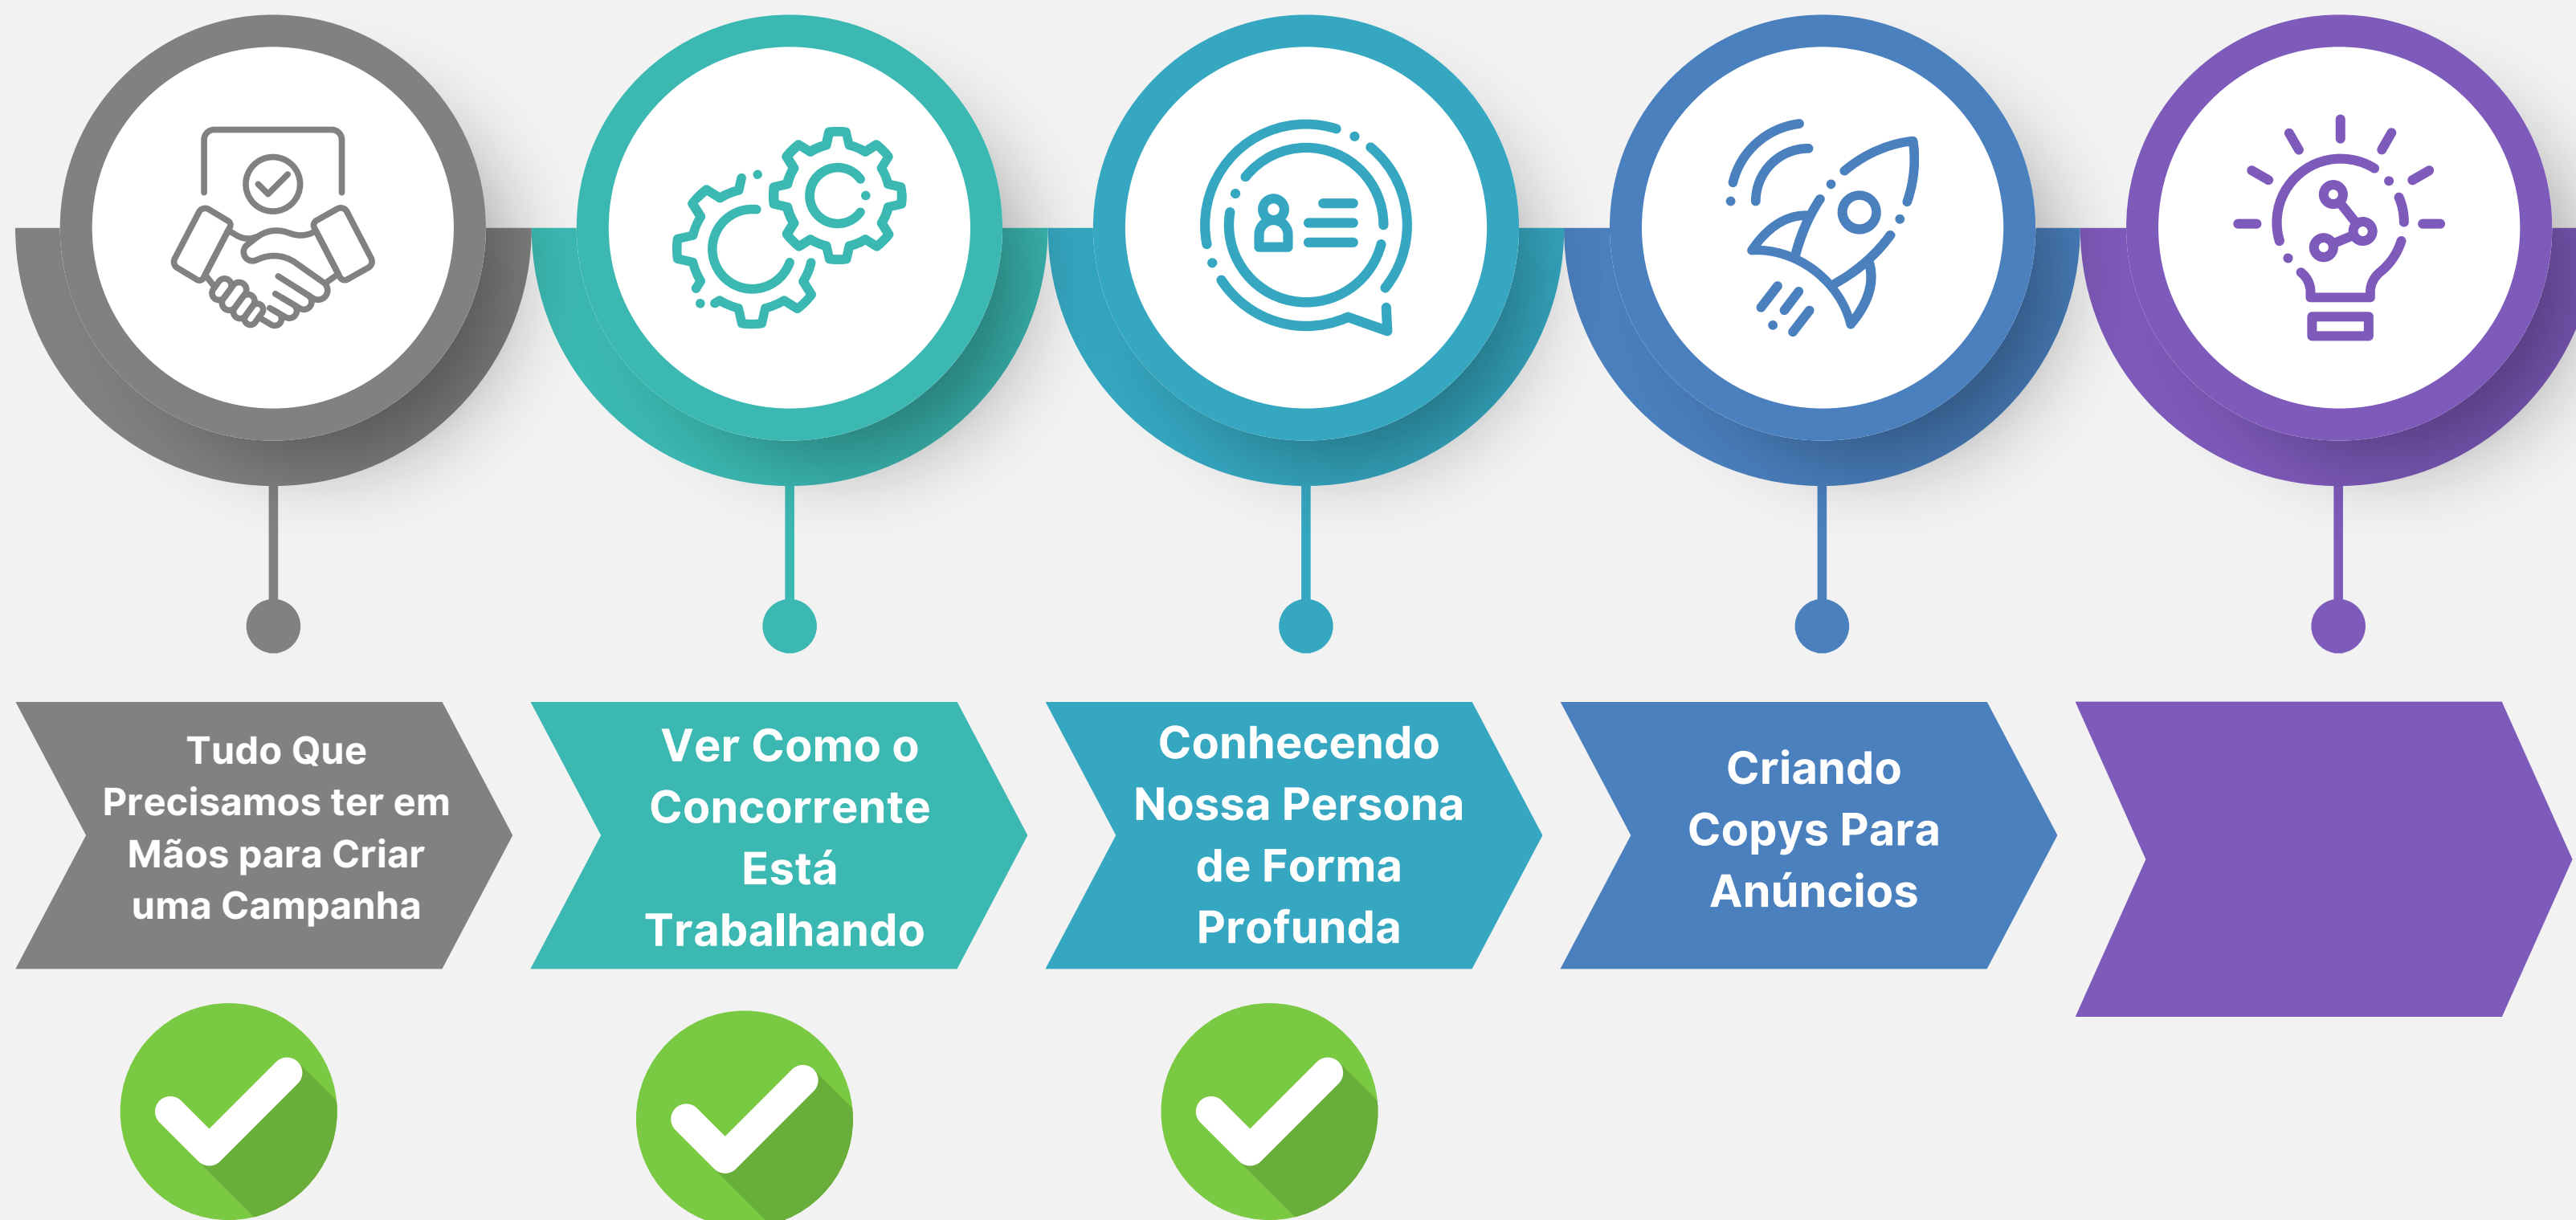 Tudo Que
Precisamos ter em
Mãos para Criar
uma Campanha
Ver Como o
Concorrente
Está
Trabalhando
Conhecendo
Nossa Persona
de Forma
Profunda
Criando
Copys Para
Anúncios